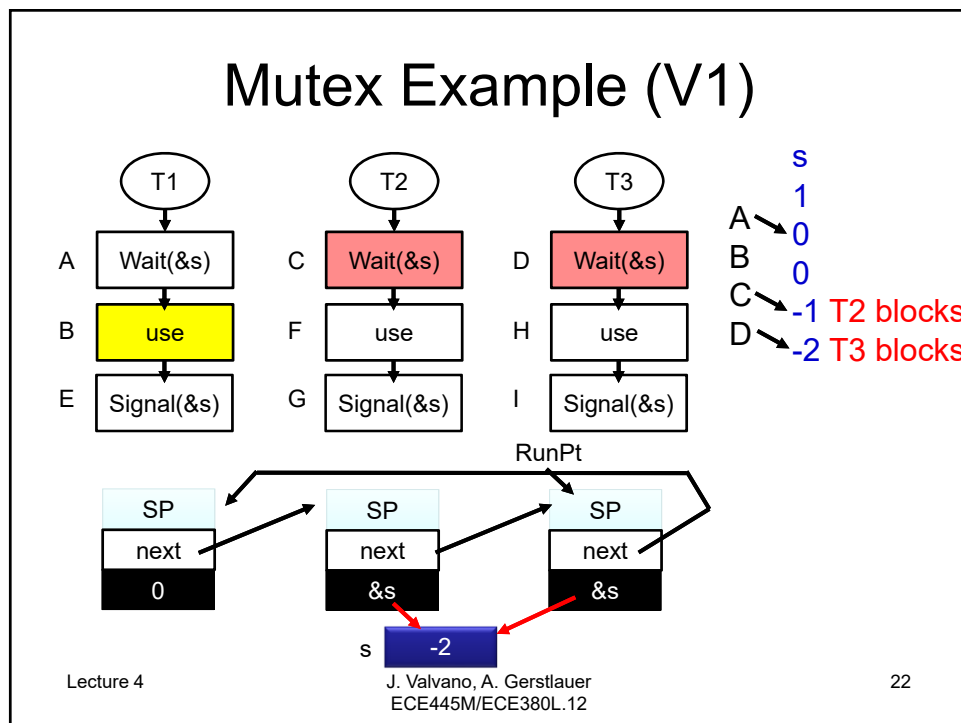 Mutex Example (V1)
T1
T2
T3
A
Wait(&s)
C
Wait(&s)
D
Wait(&s)
B
use
F
use
H
use
E
Signal(&s)
G
Signal(&s)
I
Signal(&s)
s
1
A
0
B
0
C
-1 T2 blocks
D
-2 T3 blocks
RunPt
SP
SP
SP
next
next
next
0
&s
&s
s
-2
Lecture 4
J. Valvano, A. Gerstlauer
ECE445M/ECE380L.12
22